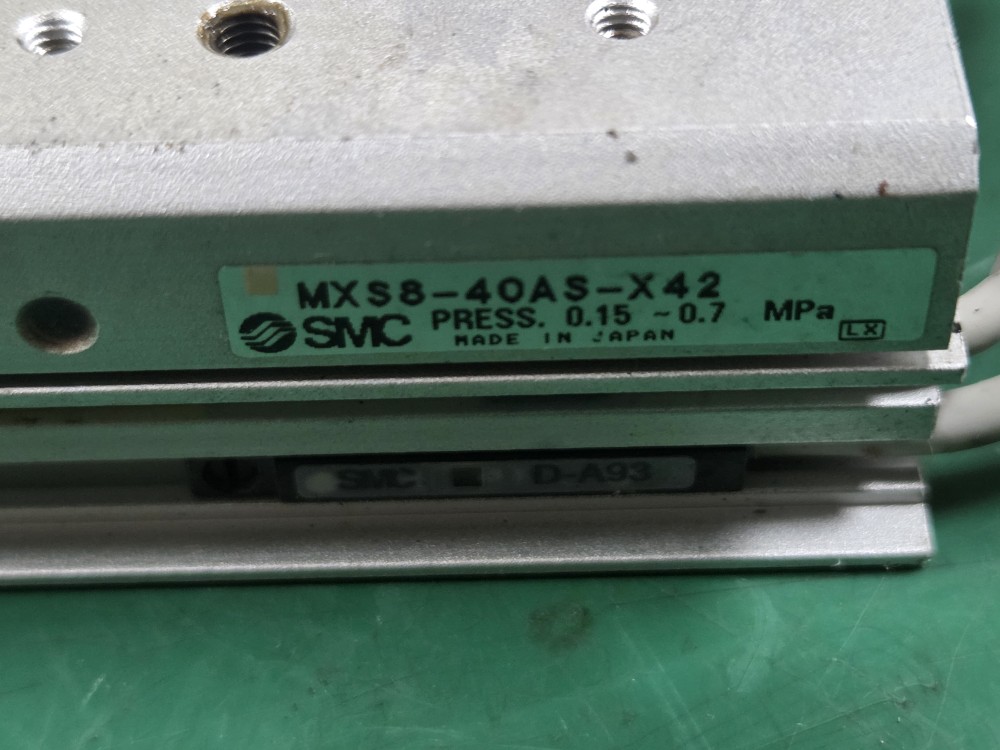 MXS8-40AS-X42
SMC PRESS. 0.15 ~0.7 MPa
MADE IN JAPAN LX
SMC D-A93